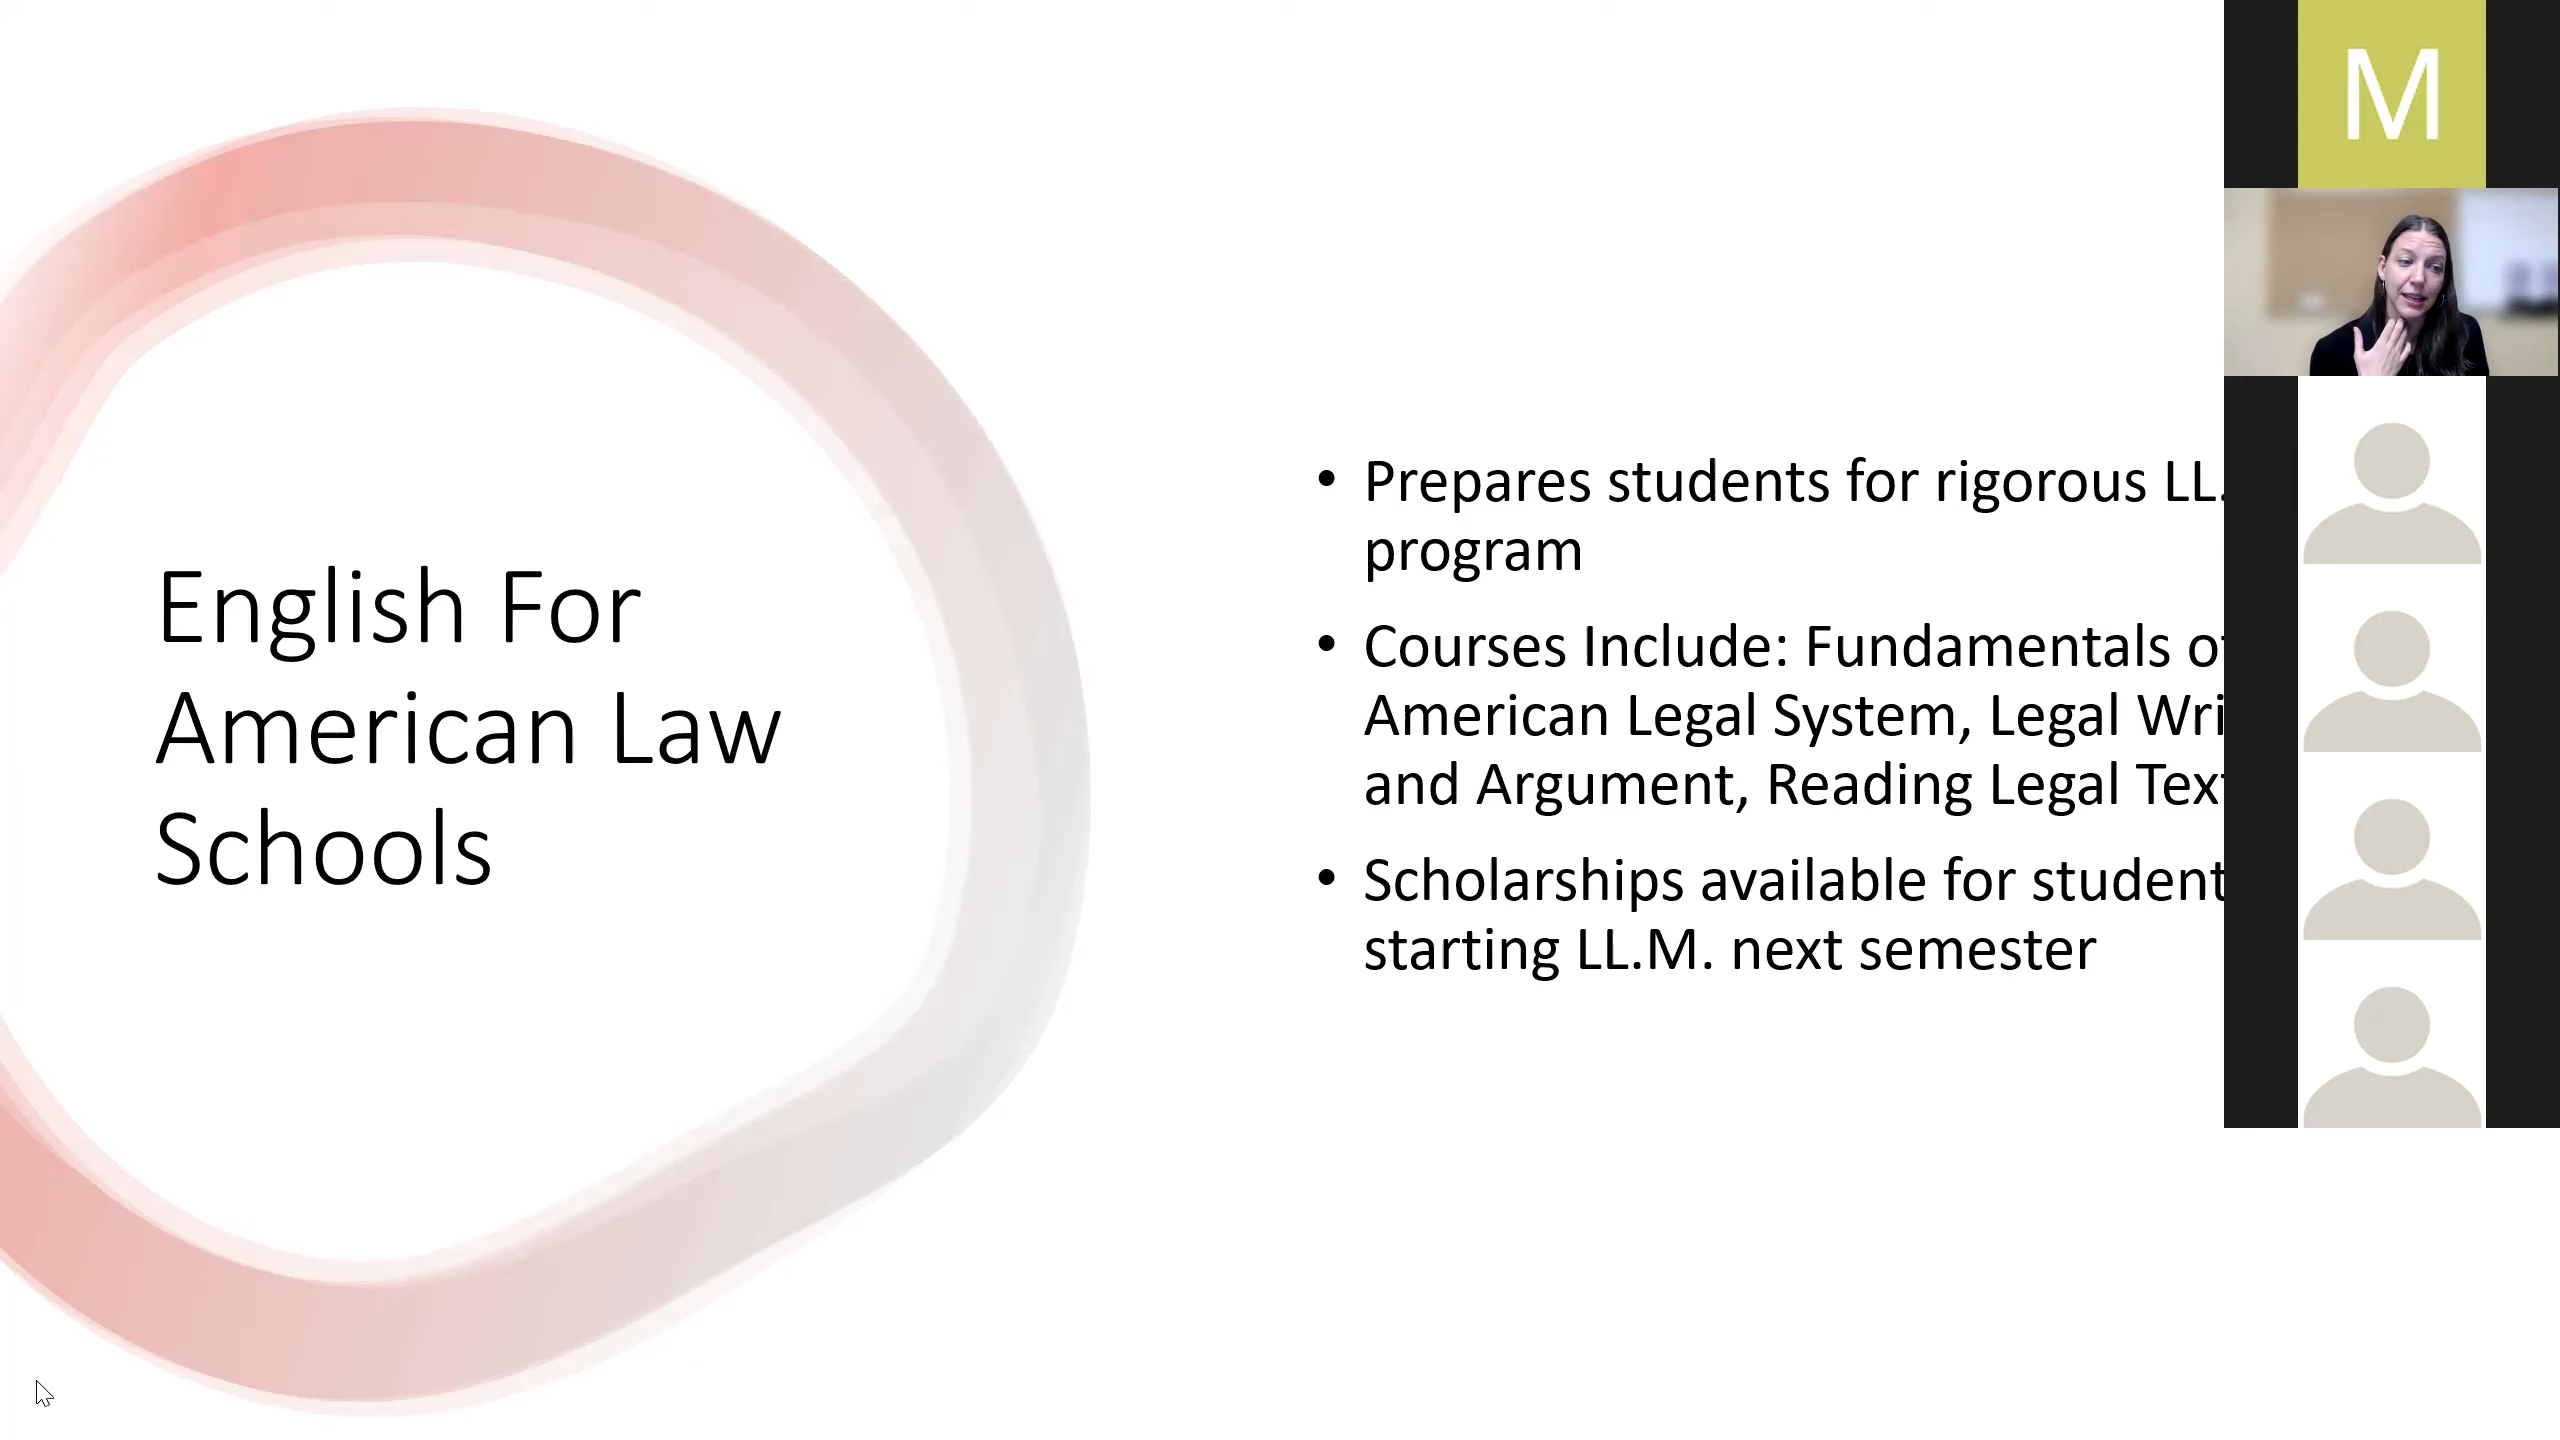 English For
American Law
Schools
• Prepares students for rigorous LL.
program
• Courses Include: Fundamentals of
American Legal System, Legal Wri
and Argument, Reading Legal Tex
• Scholarships available for student
starting LL.M. next semester
M